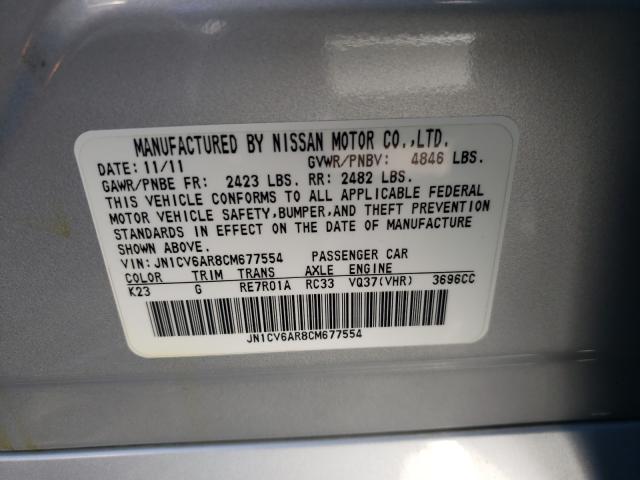 MANUFACTURED BY NISSAN MOTOR CO.,LTD.
DATE: 11/11 GVWR/PNBV: 4846 LBS.
GAWR/PNBE FR: 2423 LBS. RR: 2482 LBS.
THIS VEHICLE CONFORMS TO ALL APPLICABLE FEDERAL
MOTOR VEHICLE SAFETY,BUMPER,AND THEFT PREVENTION
STANDARDS IN EFFECT ON THE DATE OF MANUFACTURE
SHOWN ABOVE.
VIN: JN1CV6AR8CM677554 PASSENGER CAR
COLOR TRIM TRANS AXLE ENGINE
K23 G RE7R01A RC33 VQ37(VHR) 3696CC
JN1CV6AR8CM677554